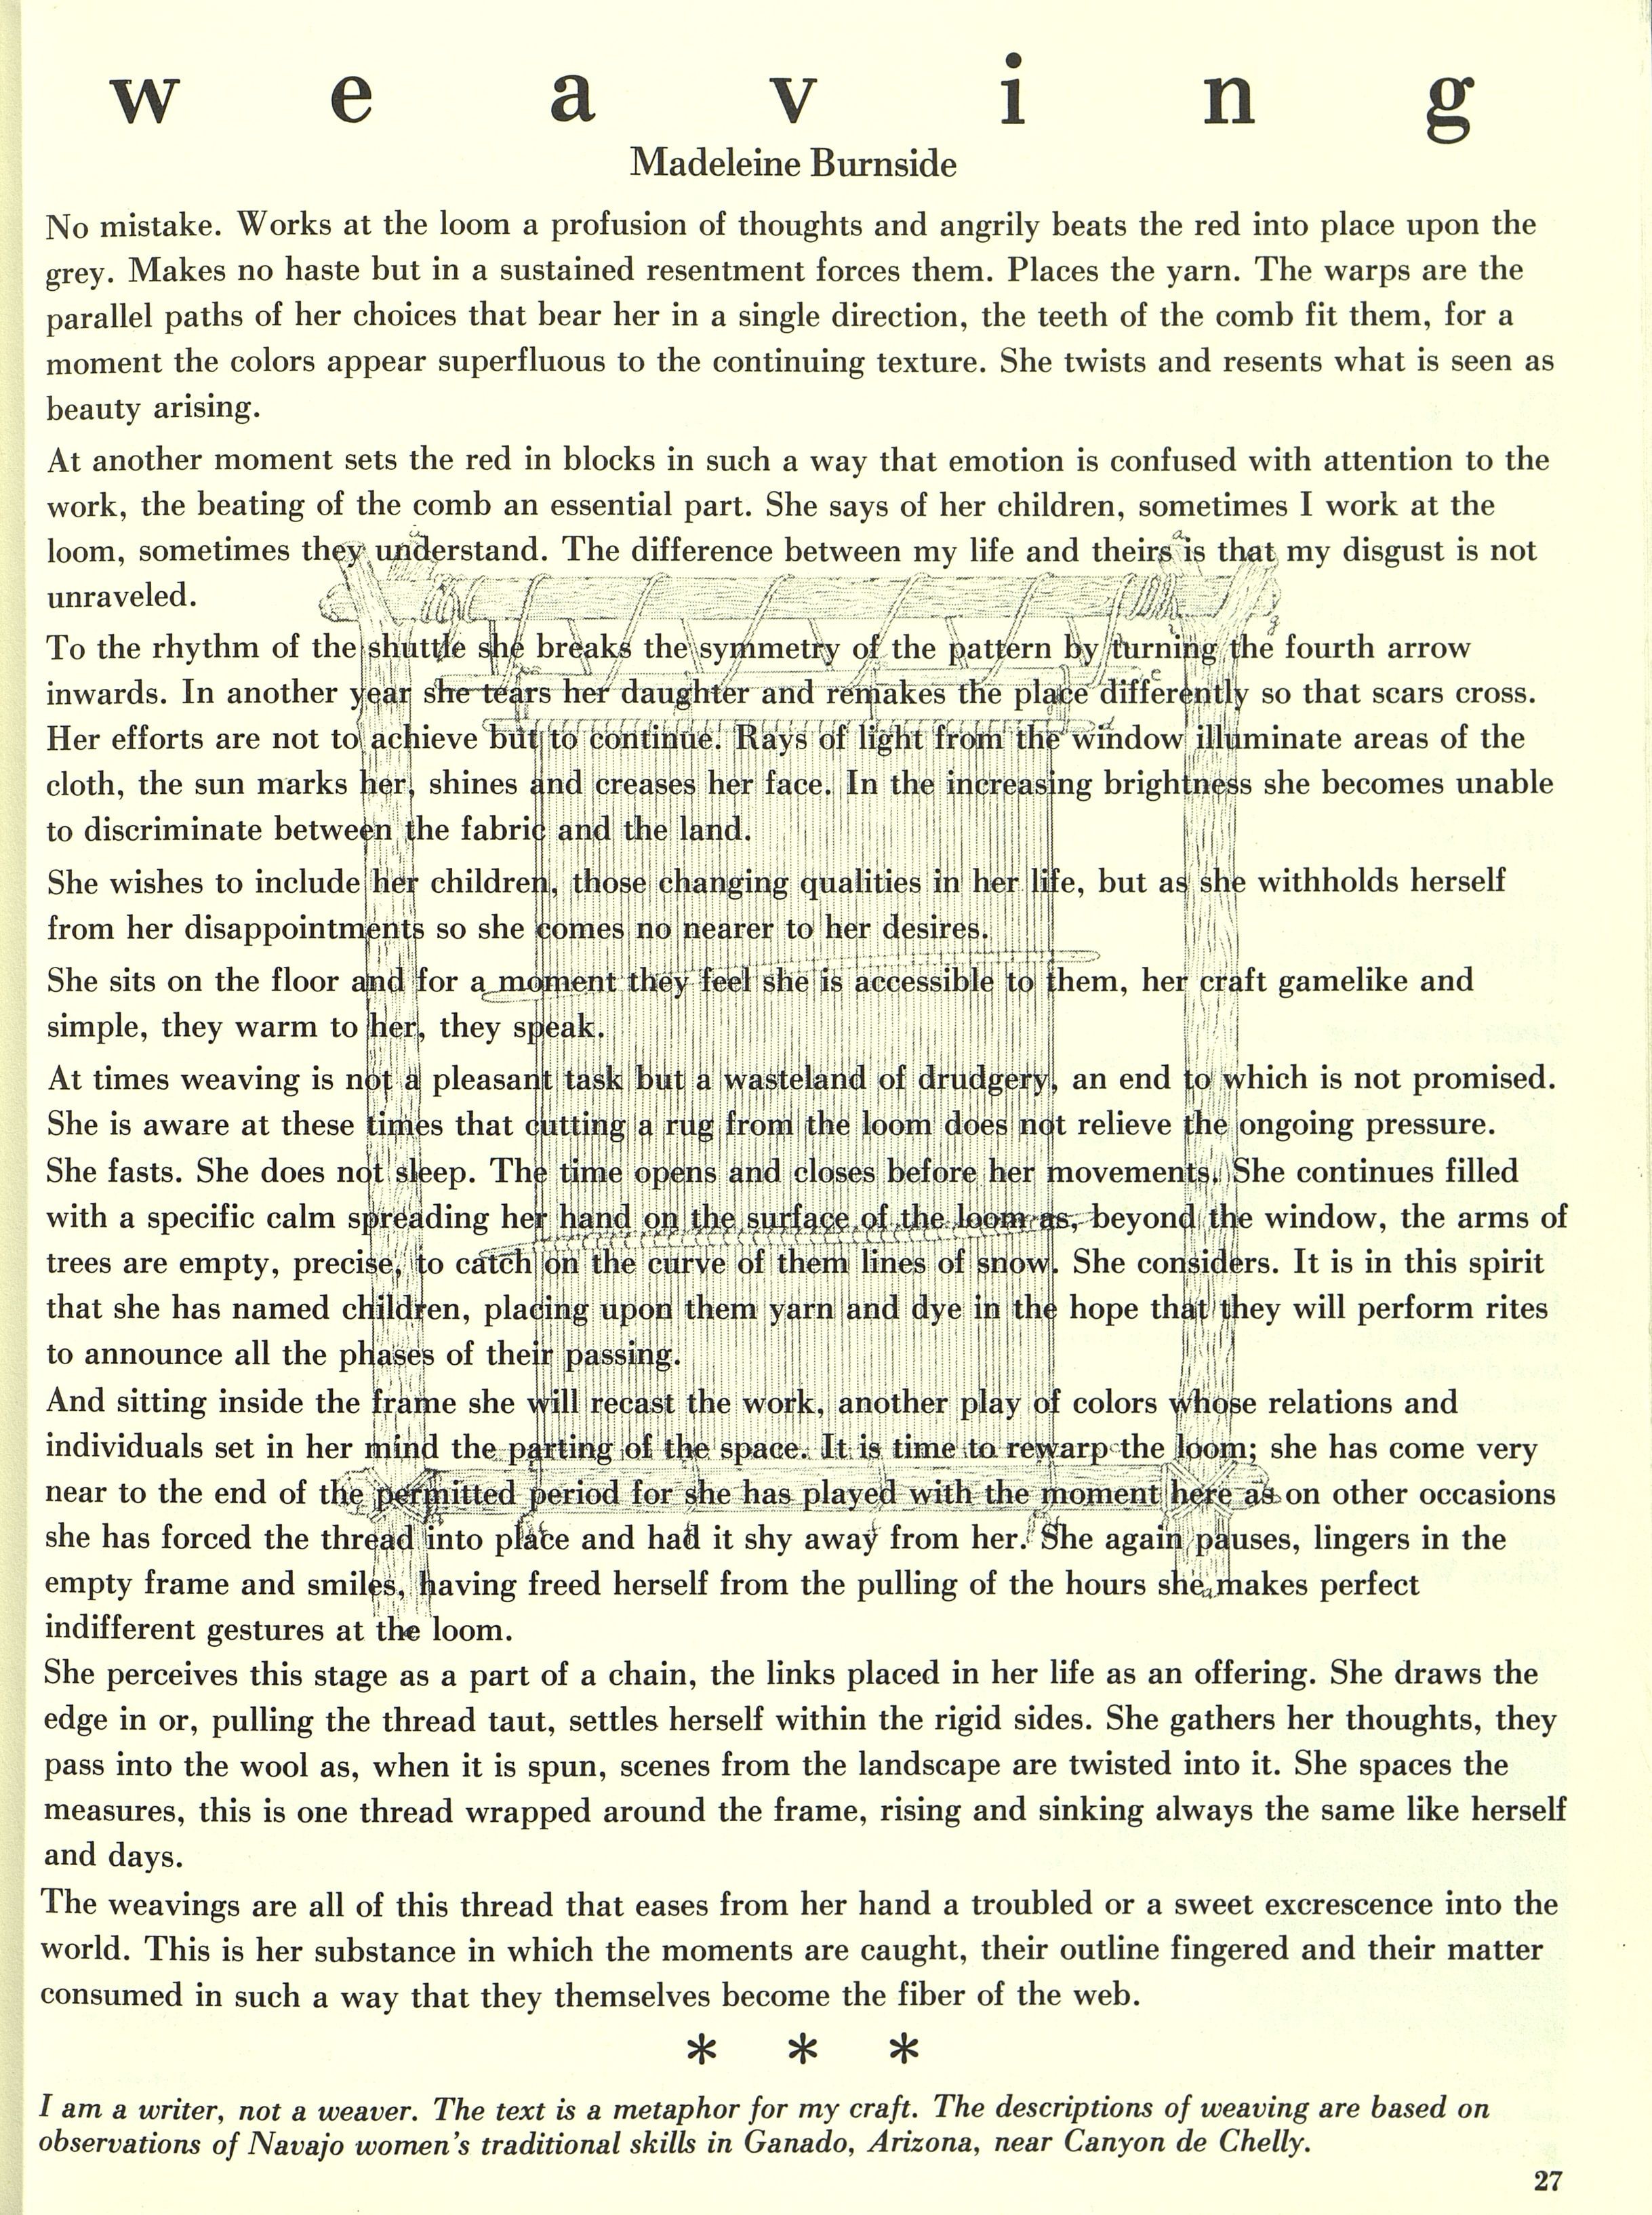 weaving
Madeleine Burnside
No mistake. Works at the loom a profusion of thoughts and angrily beats the red into place upon the
grey. Makes no haste but in a sustained resentment forces them. Places the yarn. The warps are the
parallel paths of her choices that bear her in a single direction, the teeth of the comb fit them, for a
moment the colors appear superfluous to the continuing texture. She twists and resents what is seen as
beauty arising.
At another moment sets the red in blocks in such a way that emotion is confused with attention to the
work, the beating of the comb an essential part. She says of her children, sometimes I work at the
loom, sometimes they understand. The difference between my life and theirs is that my disgust is not
unraveled.
To the rhythm of the shuttle she breaks the symmetry of the pattern by turning the fourth arrow
inwards. In another year she tears her daughter and remakes the place differently so that scars cross.
Her efforts are not to achieve but to continue. Rays of light from the window illuminate areas of the
cloth, the sun marks her, shines and creases her face. In the increasing brightness she becomes unable
to discriminate between the fabric and the land.
She wishes to include her children, those changing qualities in her life, but as she withholds herself
from her disappointments so she comes no nearer to her desires.
She sits on the floor and for a moment they feel she is accessible to them, her craft gamelike and
simple, they warm to her, they speak.
At times weaving is not a pleasant task but a wasteland of drudgery, an end to which is not promised.
She is aware at these times that cutting a rug from the loom does not relieve the ongoing pressure.
She fasts. She does not sleep. The time opens and closes before her movements. She continues filled
with a specific calm spreading her hand on the surface of the loom as, beyond the window, the arms of
trees are empty, precise, to catch on the curve of them lines of snow. She considers. It is in this spirit
that she has named children, placing upon them yarn and dye in the hope that they will perform rites
to announce all the phases of their passing.
And sitting inside the frame she will recast the work, another play of colors whose relations and
individuals set in her mind the parting of the space. It is time to rewarp the loom; she has come very
near to the end of the permitted period for she has played with the moment here as on other occasions
she has forced the thread into place and had it shy away from her. She again pauses, lingers in the
empty frame and smiles, having freed herself from the pulling of the hours she makes perfect
indifferent gestures at the loom.
She perceives this stage as a part of a chain, the links placed in her life as an offering. She draws the
edge in or, pulling the thread taut, settles herself within the rigid sides. She gathers her thoughts, they
pass into the wool as, when it is spun, scenes from the landscape are twisted into it. She spaces the
measures, this is one thread wrapped around the frame, rising and sinking always the same like herself
and days.
The weavings are all of this thread that eases from her hand a troubled or a sweet excrescence into the
world. This is her substance in which the moments are caught, their outline fingered and their matter
consumed in such a way that they themselves become the fiber of the web.
* * *
I am a writer, not a weaver. The text is a metaphor for my craft. The descriptions of weaving are based on
observations of Navajo women's traditional skills in Ganado, Arizona, near Canyon de Chelly.
27